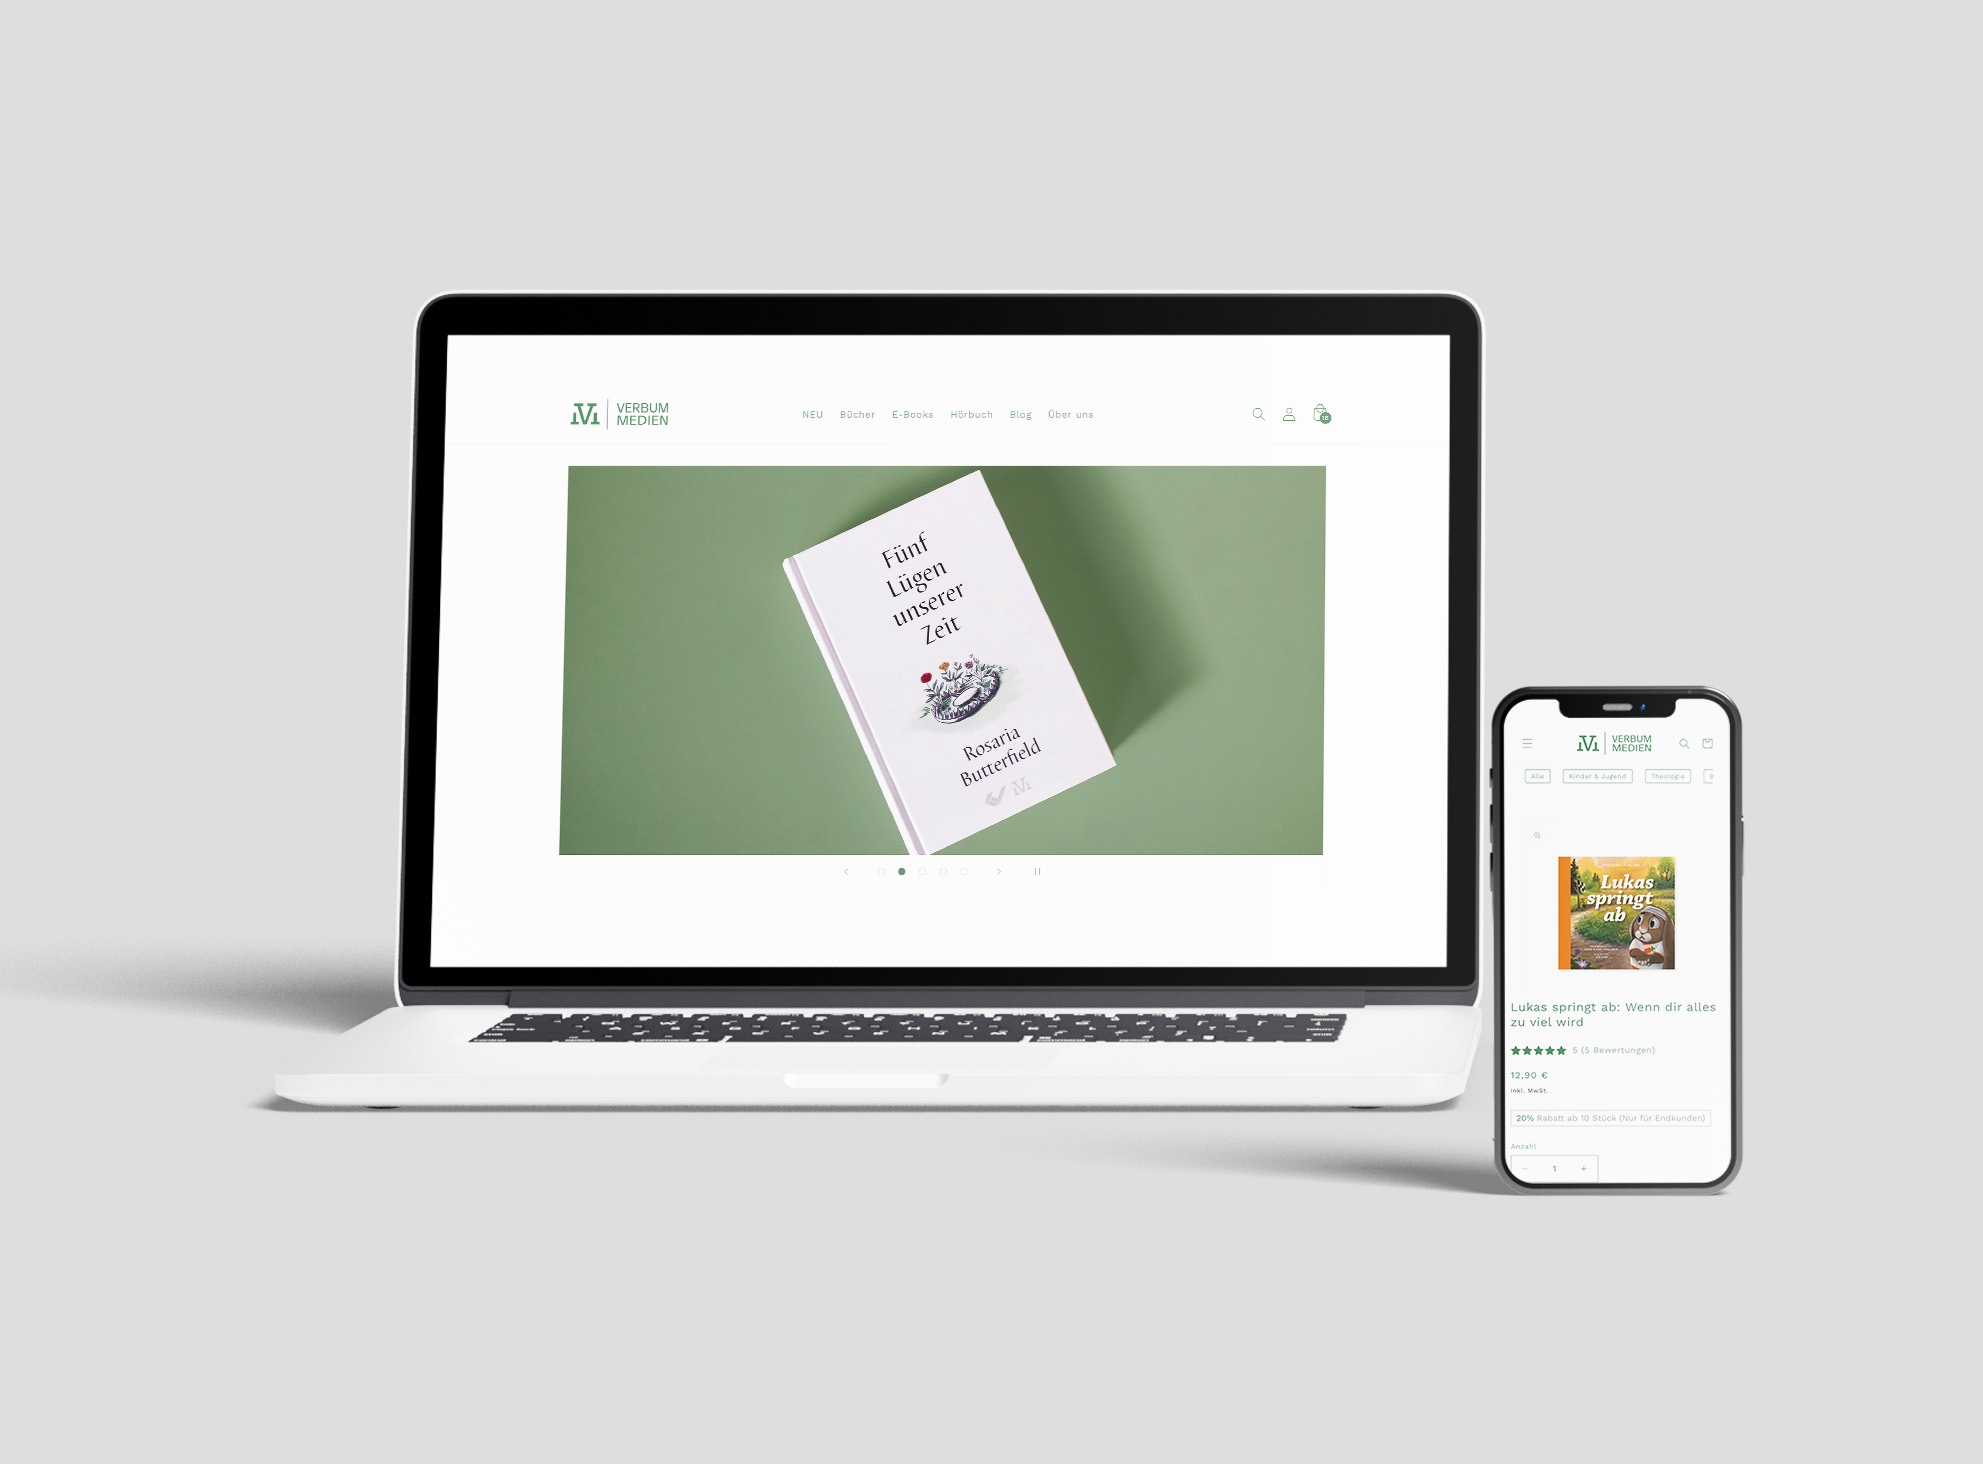 VERBUM
MEDIEN
NEU Bücher E-Books Hörbuch Blog Über uns
Fünf
Lügen
unserer
Zeit
Rosaria
Butterfield
VERBUM
MEDIEN
Alle Kinder & Jugend Theologie
Lukas
springt
ab
Lukas springt ab: Wenn dir alles
zu viel wird
5 (5 Bewertungen)
12,90 €
inkl. MwSt.
20% Rabatt ab 10 Stück (Nur für Endkunden)
Anzahl
− 1 +